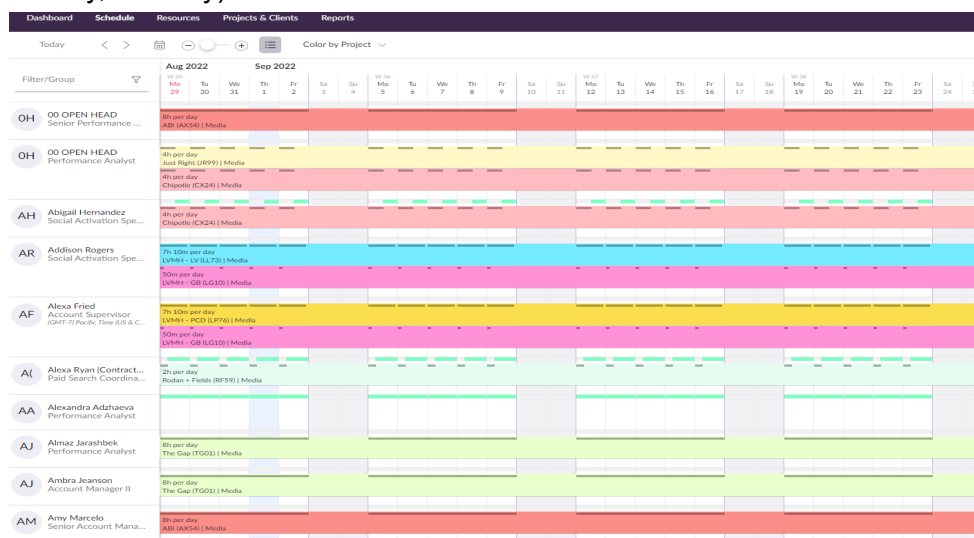 Dashboard Schedule Resources Projects & Clients Reports
Today Color by Project
Aug 2022 Sep 2022
Filter/Group
W 35 W 36 W 37 W 38
Mo Tu We Th Fr Sa Su Mo Tu We Th Fr Sa Su Mo Tu We Th Fr Sa Su Mo Tu We Th Fr Sa
29 30 31 1 2 3 4 5 6 7 8 9 10 11 12 13 14 15 16 17 18 19 20 21 22 23 24
OH 00 OPEN HEAD
Senior Performance ...
8h per day
ABI (AX54) | Media
OH 00 OPEN HEAD
Performance Analyst
4h per day
Just Right (JR99) | Media
4h per day
Chipotle (CX24) | Media
AH Abigail Hernandez
Social Activation Spe...
4h per day
Chipotle (CX24) | Media
AR Addison Rogers
Social Activation Spe...
7h 10m per day
LVMH - LV (LL73) | Media
50m per day
LVMH - GB (LG10) | Media
AF Alexa Fried
Account Supervisor
(GMT-7) Pacific Time (US & C...
7h 10m per day
LVMH - PCD (LP76) | Media
50m per day
LVMH - GB (LG10) | Media
A( Alexa Ryan (Contract...
Paid Search Coordina...
2h per day
Rodan + Fields (RF59) | Media
AA Alexandra Adzhaeva
Performance Analyst
AJ Almaz Jarashbek
Performance Analyst
8h per day
The Gap (TG01) | Media
AJ Ambra Jeanson
Account Manager II
8h per day
The Gap (TG01) | Media
AM Amy Marcelo
Senior Account Mana...
8h per day
ABI (AX54) | Media